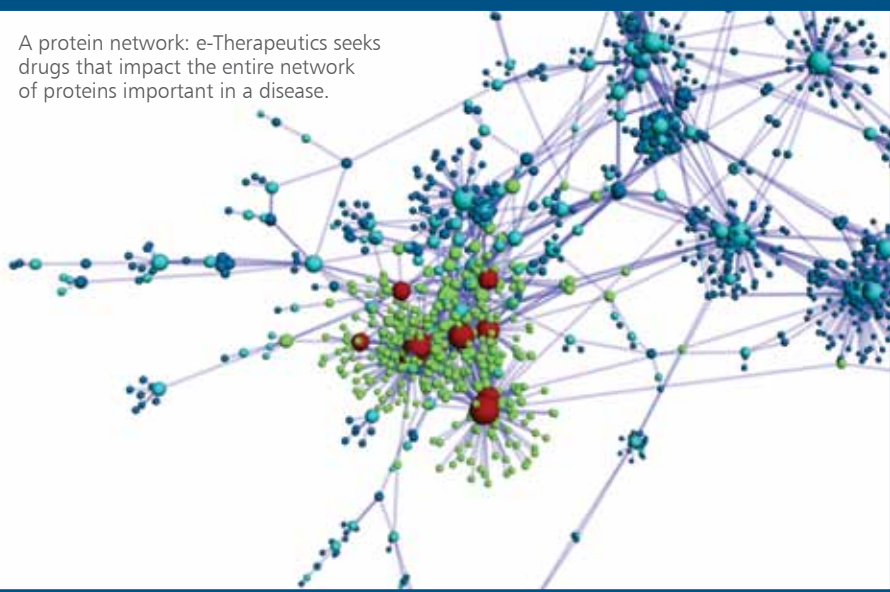 A protein network: e-Therapeutics seeks
drugs that impact the entire network
of proteins important in a disease.